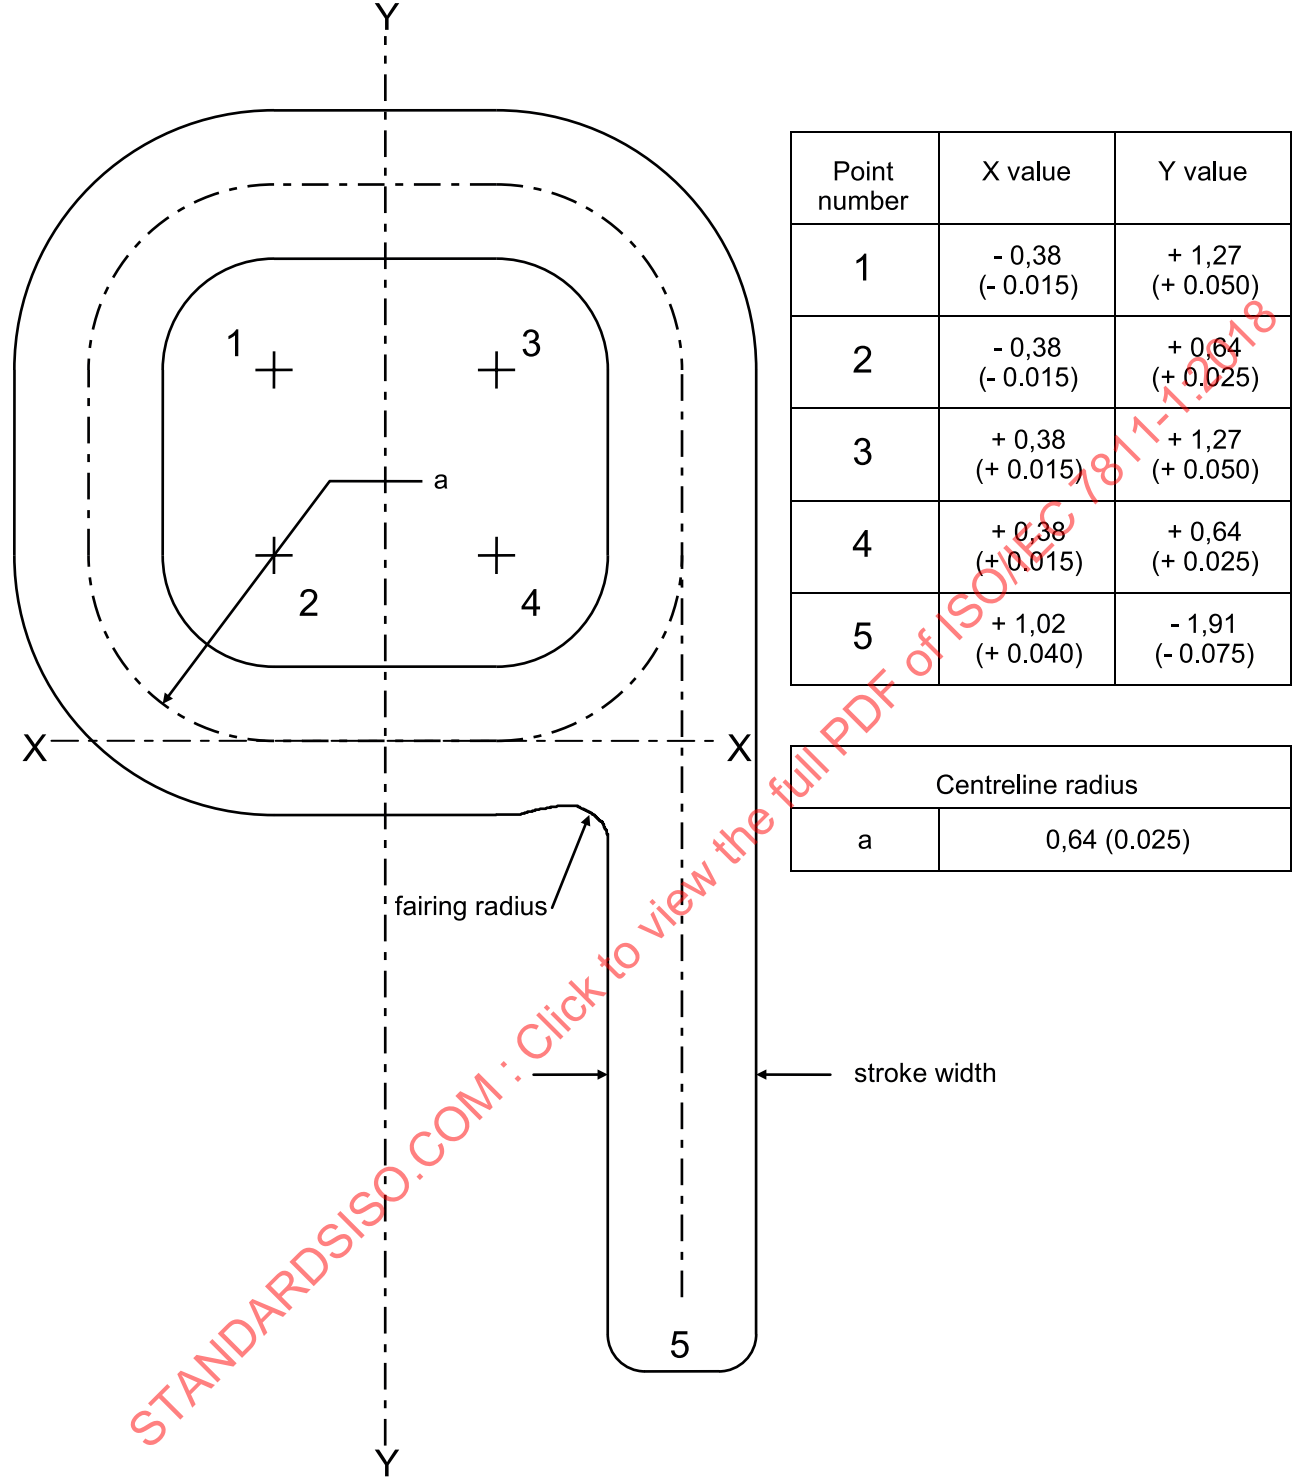 Y
1
3
a
2
4
X
X
fairing radius
stroke width
5
Y
Point number
X value
Y value
1
- 0,38
(- 0.015)
+ 1,27
(+ 0.050)
2
- 0,38
(- 0.015)
+ 0,64
(+ 0.025)
3
+ 0,38
(+ 0.015)
+ 1,27
(+ 0.050)
4
+ 0,38
(+ 0.015)
+ 0,64
(+ 0.025)
5
+ 1,02
(+ 0.040)
- 1,91
(- 0.075)
Centreline radius
a
0,64 (0.025)
STANDARDSISO.COM : Click to view the full PDF of ISO/IEC 7811-1:2018